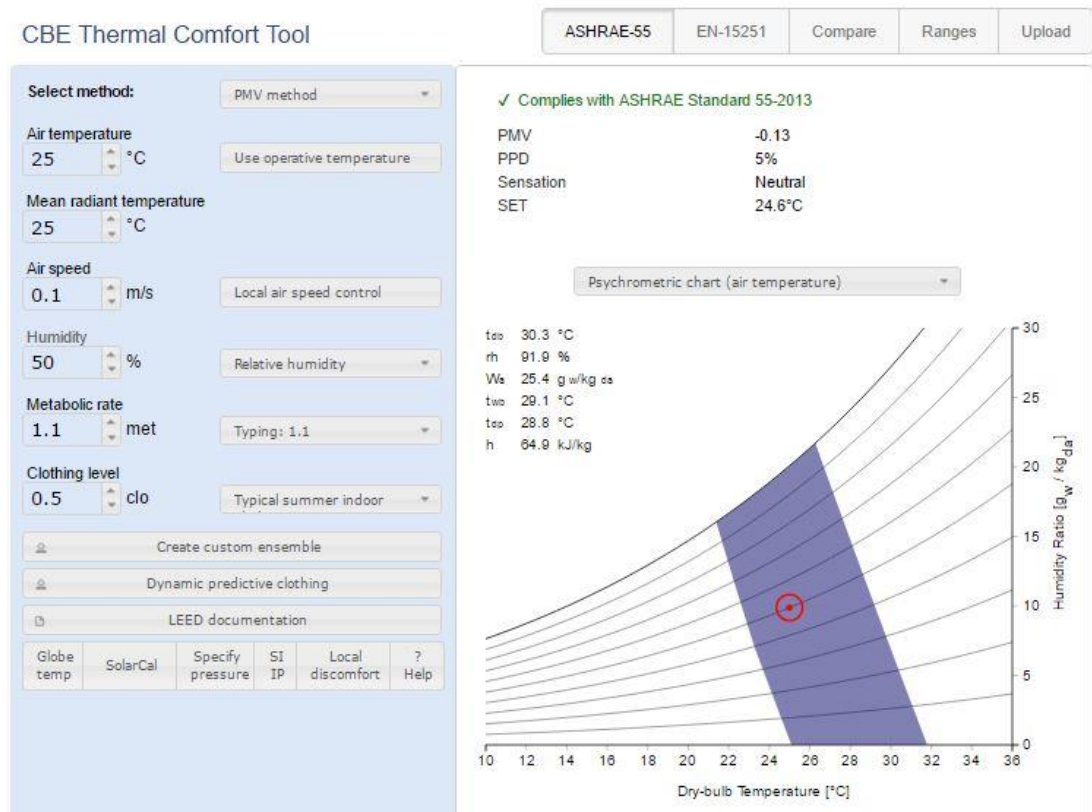 CBE Thermal Comfort Tool
ASHRAE-55 EN-15251 Compare Ranges Upload
Select method: PMV method
Air temperature
25 °C Use operative temperature
Mean radiant temperature
25 °C
Air speed
0.1 m/s Local air speed control
Humidity
50 % Relative humidity
Metabolic rate
1.1 met Typing: 1.1
Clothing level
0.5 clo Typical summer indoor
Create custom ensemble
Dynamic predictive clothing
LEED documentation
Globe temp SolarCal Specify pressure SI IP Local discomfort ? Help
✓ Complies with ASHRAE Standard 55-2013
PMV -0.13
PPD 5%
Sensation Neutral
SET 24.6°C
Psychrometric chart (air temperature)
30.3 °C
rh 91.9 %
25.4 g w/kg da
29.1 °C
28.8 °C
h 64.9 kJ/kg
30
25
20
15
10
5
0
Humidity Ratio [gw / kgda]
10 12 14 16 18 20 22 24 26 28 30 32 34 36
Dry-bulb Temperature [°C]